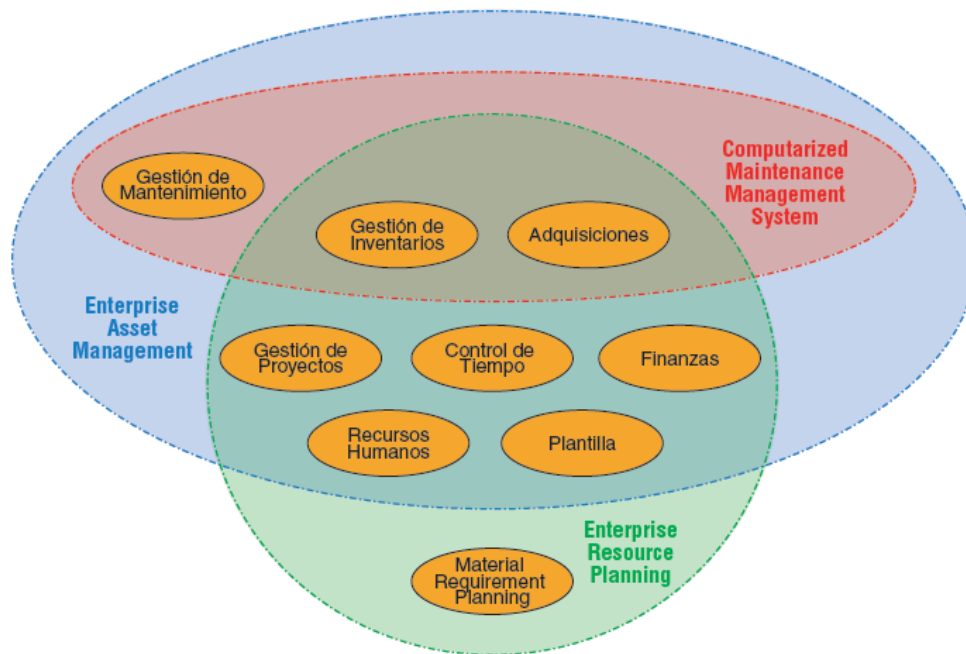 Gestión de
Mantenimiento
Computarized
Maintenance
Management
System
Gestión de
Inventarios
Adquisiciones
Enterprise
Asset
Management
Gestión de
Proyectos
Control de
Tiempo
Finanzas
Recursos
Humanos
Plantilla
Enterprise
Resource
Planning
Material
Requirement
Planning